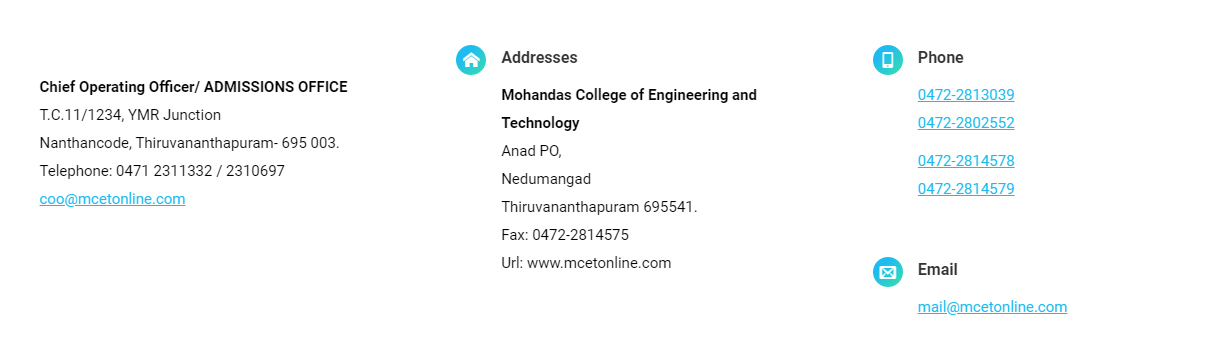 Chief Operating Officer/ ADMISSIONS OFFICE
T.C.11/1234, YMR Junction
Nanthancode, Thiruvananthapuram- 695 003.
Telephone: 0471 2311332 / 2310697
coo@mcetonline.com
Addresses
Mohandas College of Engineering and
Technology
Anad PO,
Nedumangad
Thiruvananthapuram 695541.
Fax: 0472-2814575
Url: www.mcetonline.com
Phone
0472-2813039
0472-2802552
0472-2814578
0472-2814579
Email
mail@mcetonline.com